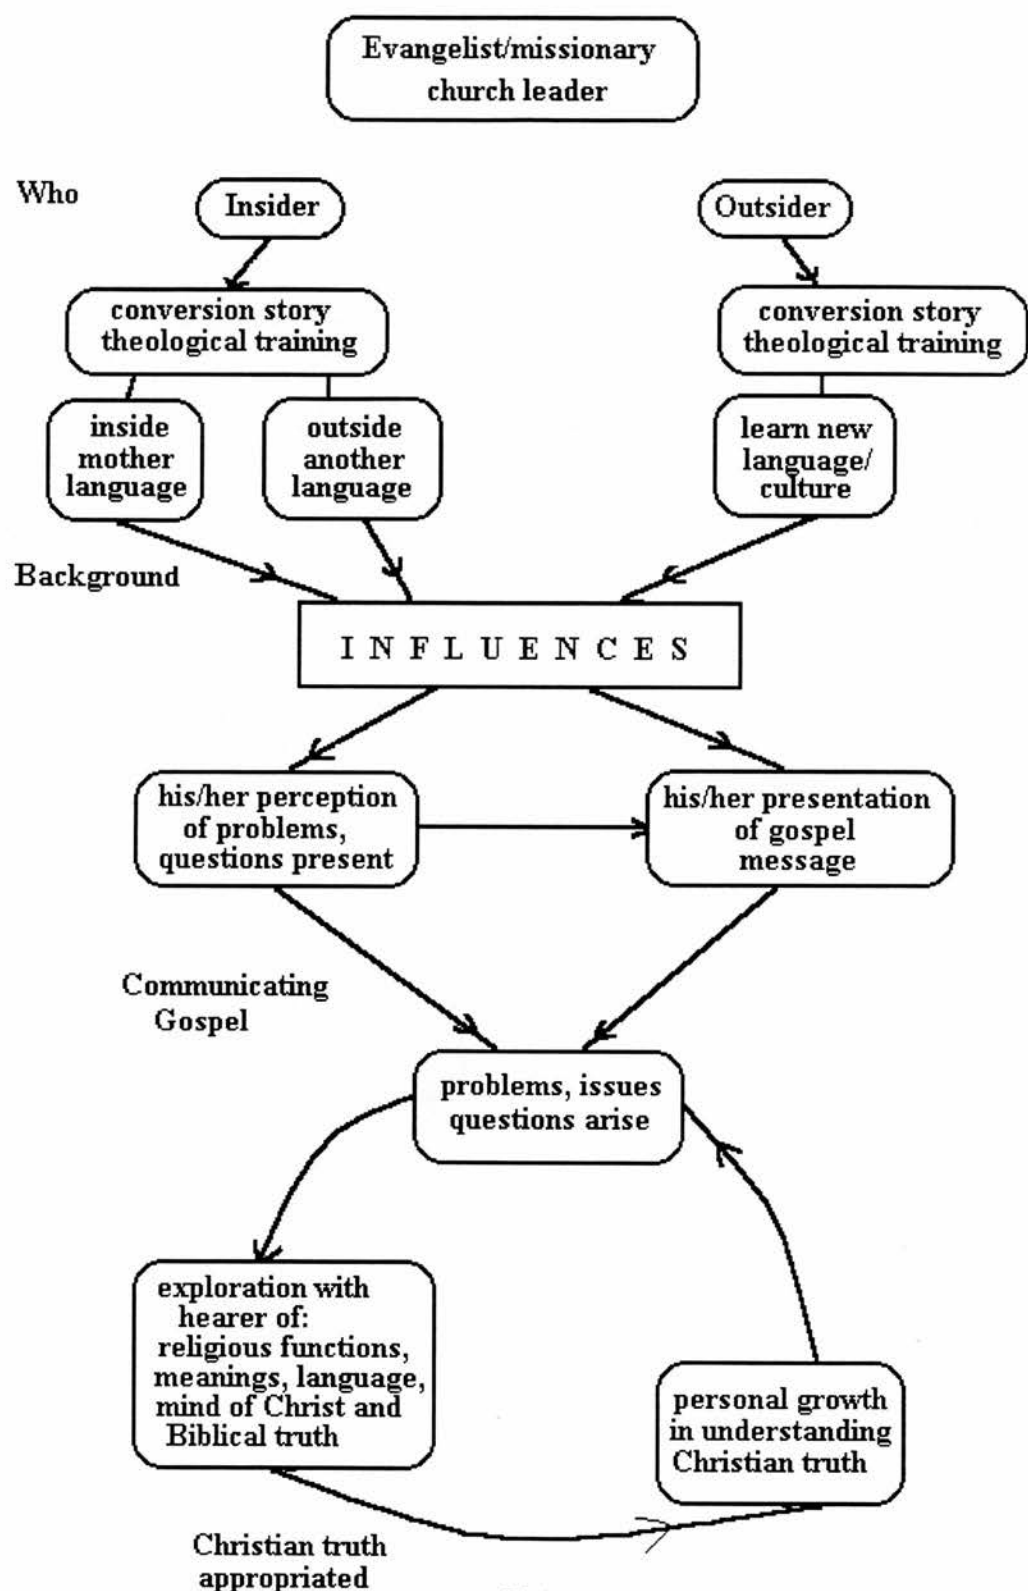 Evangelist/missionary
church leader
Who
Insider
Outsider
conversion story
theological training
conversion story
theological training
inside
mother
language
outside
another
language
learn new
language/
culture
Background
I N F L U E N C E S
his/her perception
of problems,
questions present
his/her presentation
of gospel
message
Communicating
Gospel
problems, issues
questions arise
exploration with
hearer of:
religious functions,
meanings, language,
mind of Christ and
Biblical truth
personal growth
in understanding
Christian truth
Christian truth
appropriated